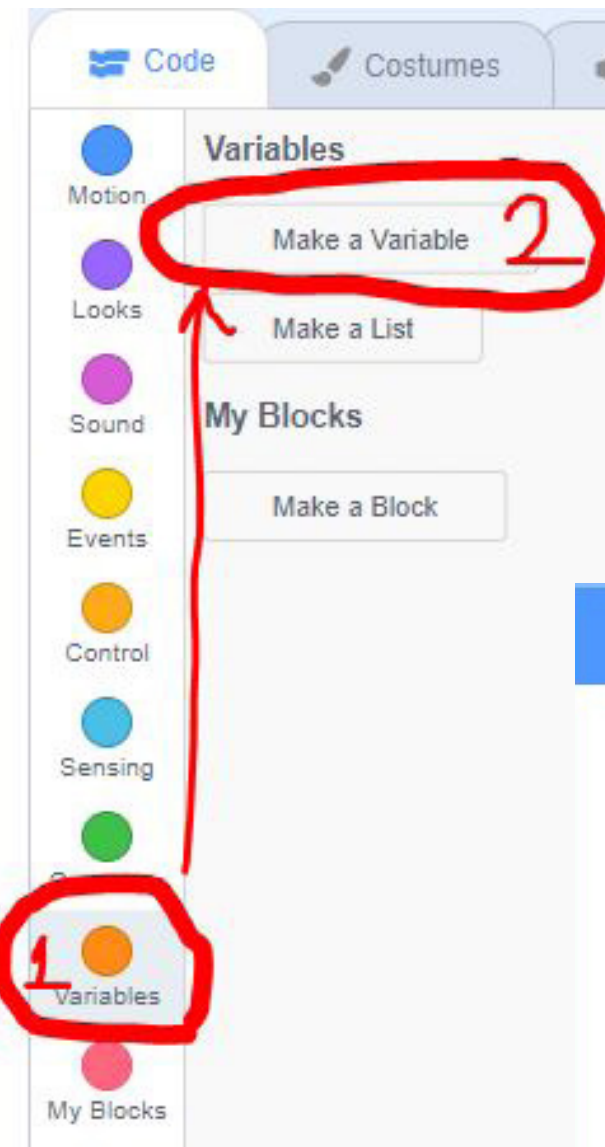 Code
Costumes
Variables
Motion
Make a Variable
2
Looks
Make a List
Sound
My Blocks
Events
Make a Block
Control
Sensing
1
Variables
My Blocks